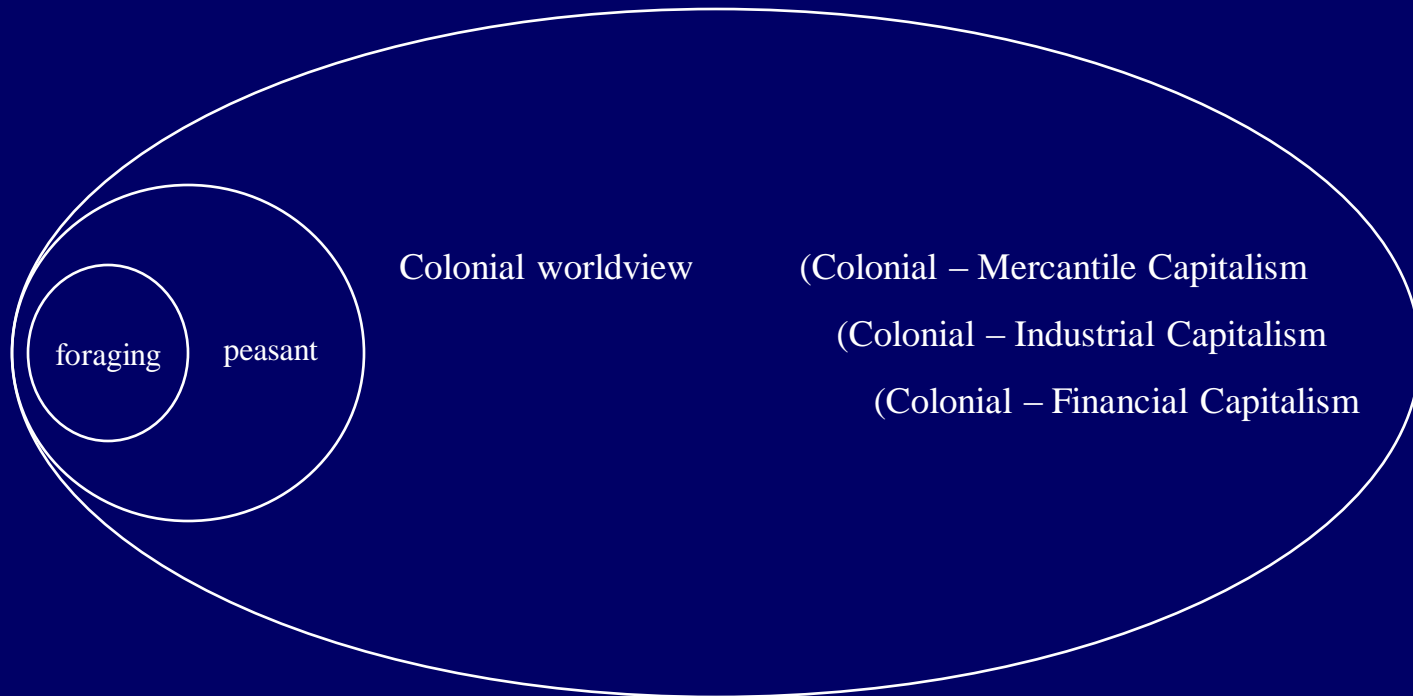 Colonial worldview (Colonial – Mercantile Capitalism
(Colonial – Industrial Capitalism
foraging peasant
(Colonial – Financial Capitalism